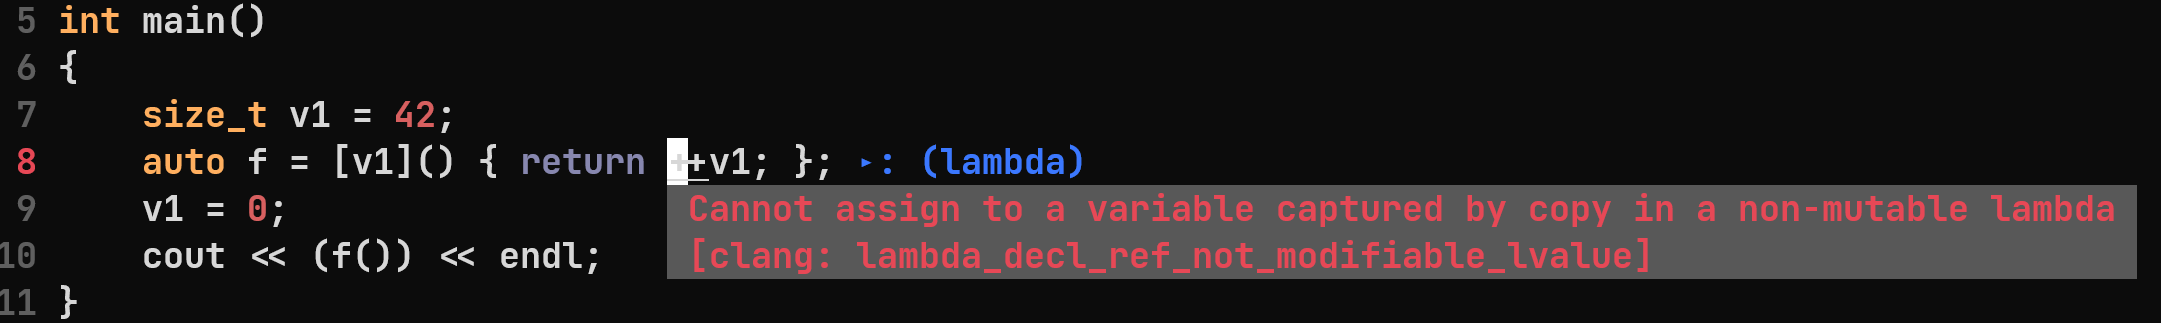 5 int main()
6 {
7     size_t v1 = 42;
8     auto f = [v1]() { return ++v1; }; ▸: (lambda)
9     v1 = 0;
Cannot assign to a variable captured by copy in a non-mutable lambda
10     cout << (f()) << endl;
[clang: lambda_decl_ref_not_modifiable_lvalue]
11 }